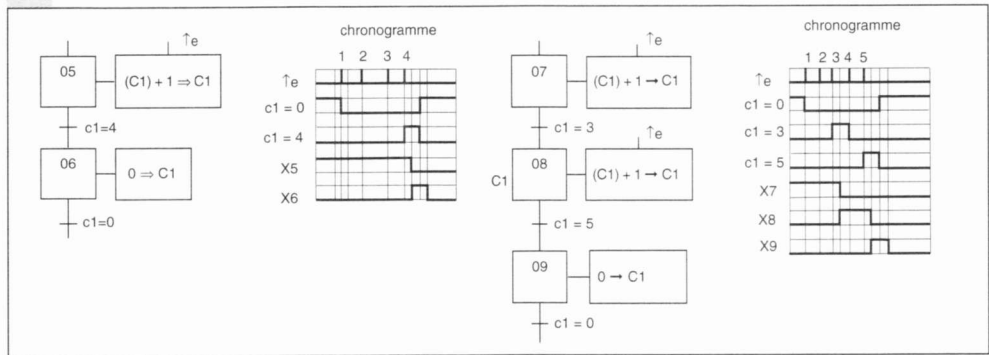 ↑e
05
(C1) + 1 ⇒ C1
c1=4
06
0 ⇒ C1
c1=0
chronogramme
1 2 3 4
↑e
c1 = 0
c1 = 4
X5
X6
↑e
07
(C1) + 1 → C1
c1 = 3
↑e
C1
08
(C1) + 1 → C1
c1 = 5
09
0 → C1
c1 = 0
chronogramme
1 2 3 4 5
↑e
c1 = 0
c1 = 3
c1 = 5
X7
X8
X9